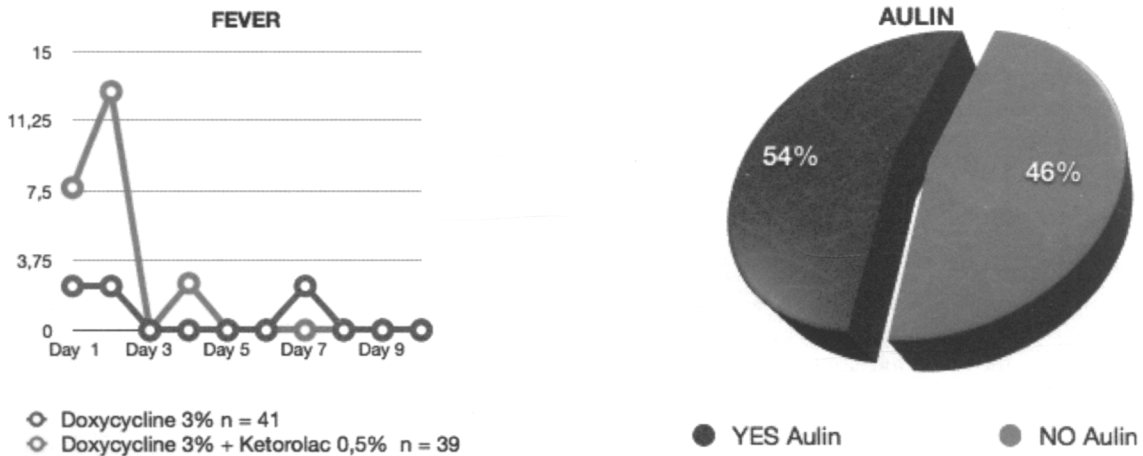 FEVER
15
11,25
7,5
3,75
0
Day 1 Day 3 Day 5 Day 7 Day 9
Doxycycline 3% n = 41
Doxycycline 3% + Ketorolac 0,5% n = 39
AULIN
54%
46%
YES Aulin
NO Aulin